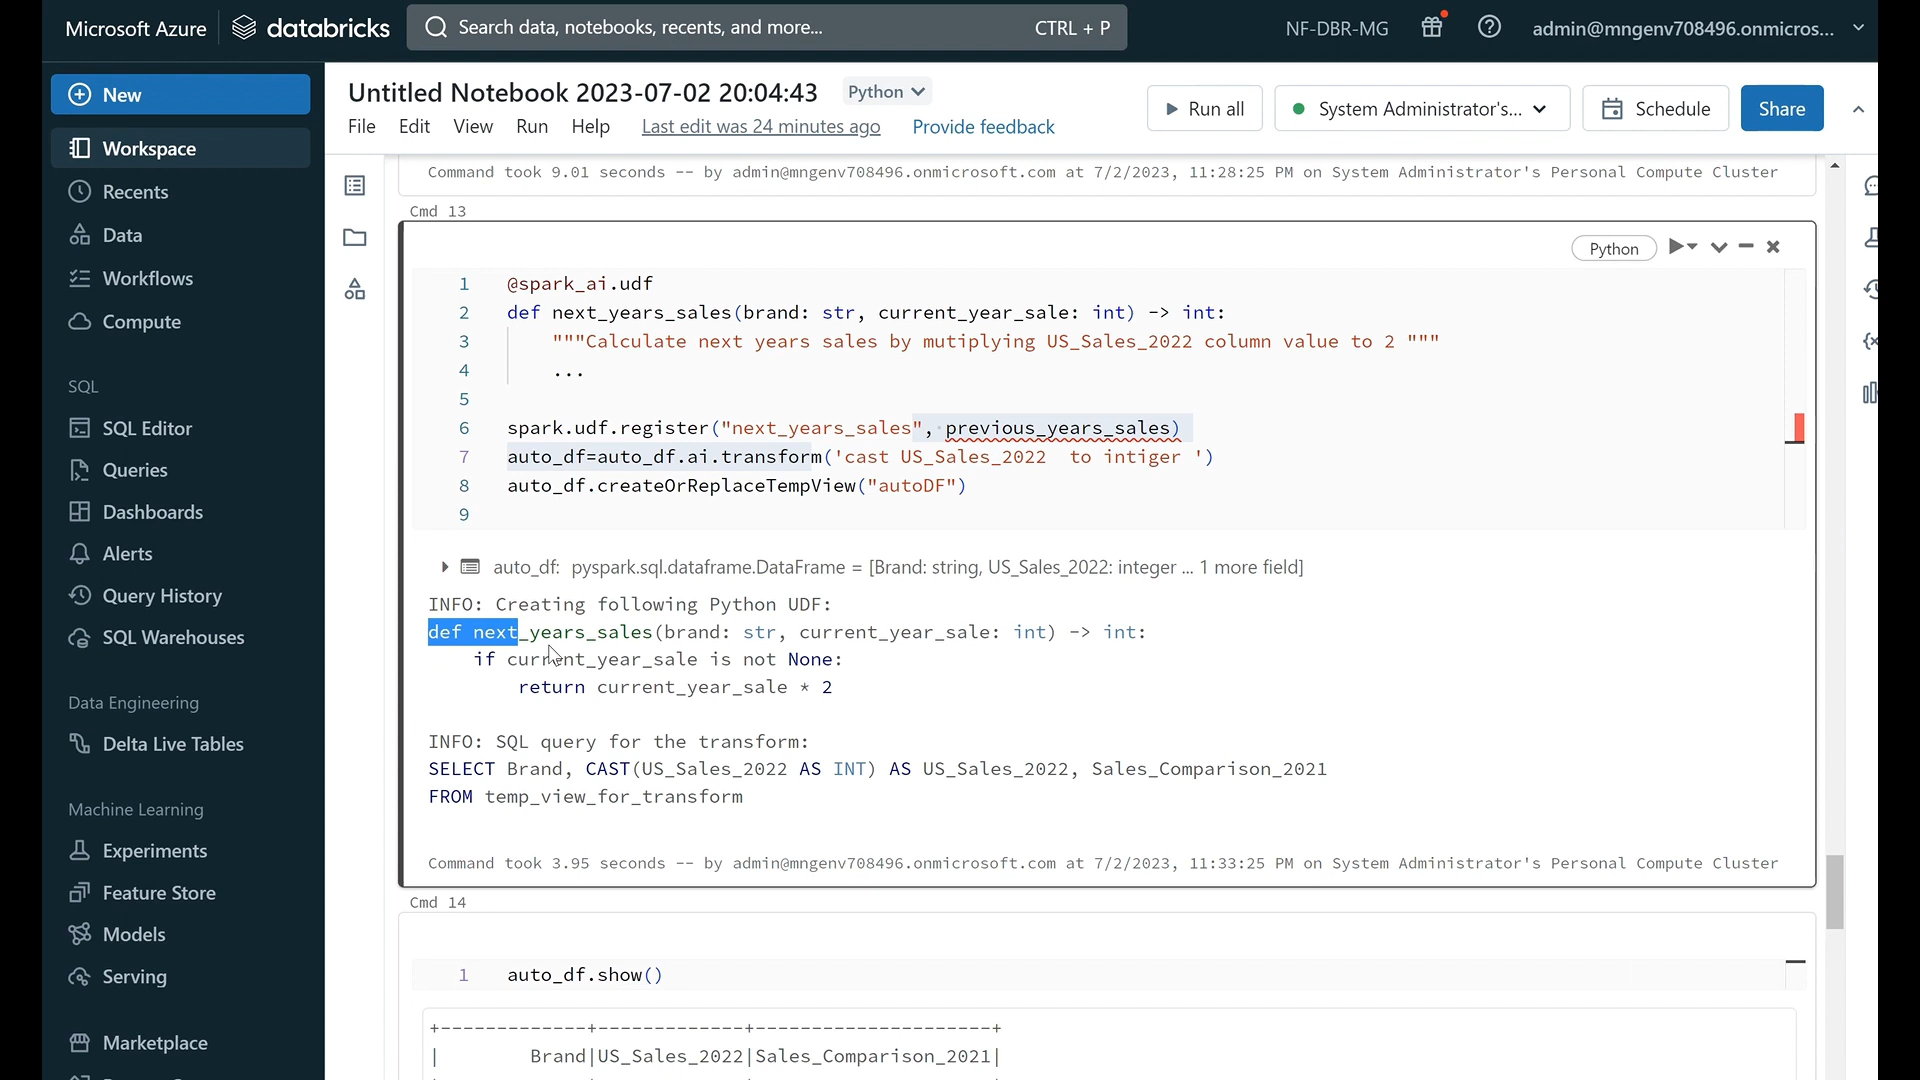 Microsoft Azure databricks Search data, notebooks, recents, and more... CTRL + P NF-DBR-MG admin@mngenv708496.onmicros...
New
Workspace
Recents
Data
Workflows
Compute
SQL
SQL Editor
Queries
Dashboards
Alerts
Query History
SQL Warehouses
Data Engineering
Delta Live Tables
Machine Learning
Experiments
Feature Store
Models
Serving
Marketplace
Untitled Notebook 2023-07-02 20:04:43 Python
File Edit View Run Help Last edit was 24 minutes ago Provide feedback
Run all System Administrator's... Schedule Share
Command took 9.01 seconds -- by admin@mngenv708496.onmicrosoft.com at 7/2/2023, 11:28:25 PM on System Administrator's Personal Compute Cluster
Cmd 13
Python
1 @spark_ai.udf
2 def next_years_sales(brand: str, current_year_sale: int) -> int:
3 """Calculate next years sales by mutiplying US_Sales_2022 column value to 2 """
4 ...
5
6 spark.udf.register("next_years_sales", previous_years_sales)
7 auto_df=auto_df.ai.transform('cast US_Sales_2022  to intiger ')
8 auto_df.createOrReplaceTempView("autoDF")
9
auto_df: pyspark.sql.dataframe.DataFrame = [Brand: string, US_Sales_2022: integer ... 1 more field]
INFO: Creating following Python UDF:
def next_years_sales(brand: str, current_year_sale: int) -> int:
if current_year_sale is not None:
return current_year_sale * 2
INFO: SQL query for the transform:
SELECT Brand, CAST(US_Sales_2022 AS INT) AS US_Sales_2022, Sales_Comparison_2021
FROM temp_view_for_transform
Command took 3.95 seconds -- by admin@mngenv708496.onmicrosoft.com at 7/2/2023, 11:33:25 PM on System Administrator's Personal Compute Cluster
Cmd 14
1 auto_df.show()
+-------------+-------------+---------------------+
| Brand|US_Sales_2022|Sales_Comparison_2021|